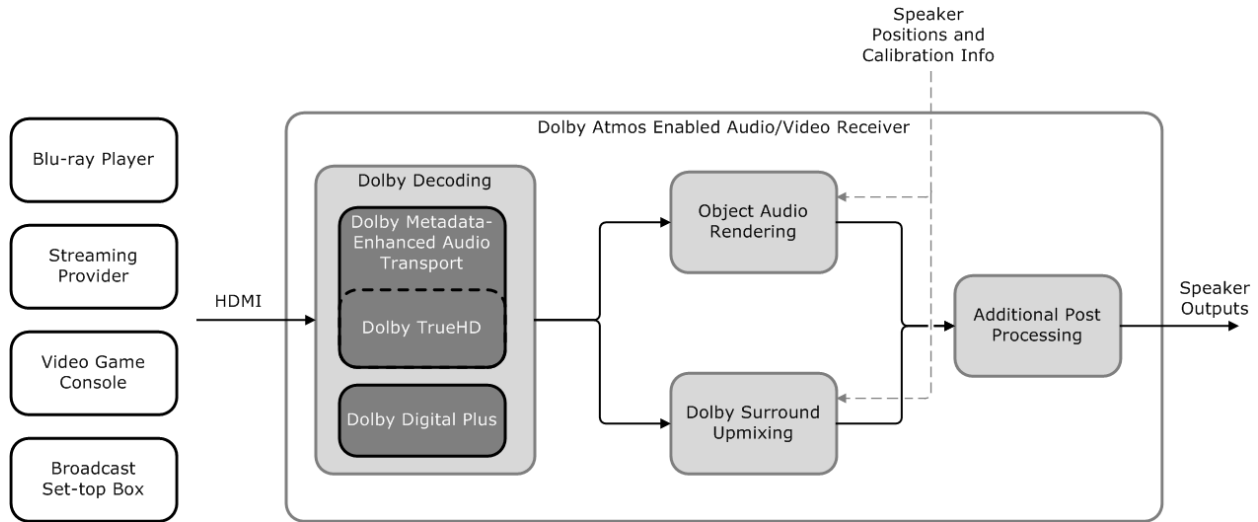 Speaker
Positions and
Calibration Info
Dolby Atmos Enabled Audio/Video Receiver
Blu-ray Player
Streaming
Provider
Video Game
Console
Broadcast
Set-top Box
HDMI
Dolby Decoding
Dolby Metadata-
Enhanced Audio
Transport
Dolby TrueHD
Dolby Digital Plus
Object Audio
Rendering
Dolby Surround
Upmixing
Additional Post
Processing
Speaker
Outputs